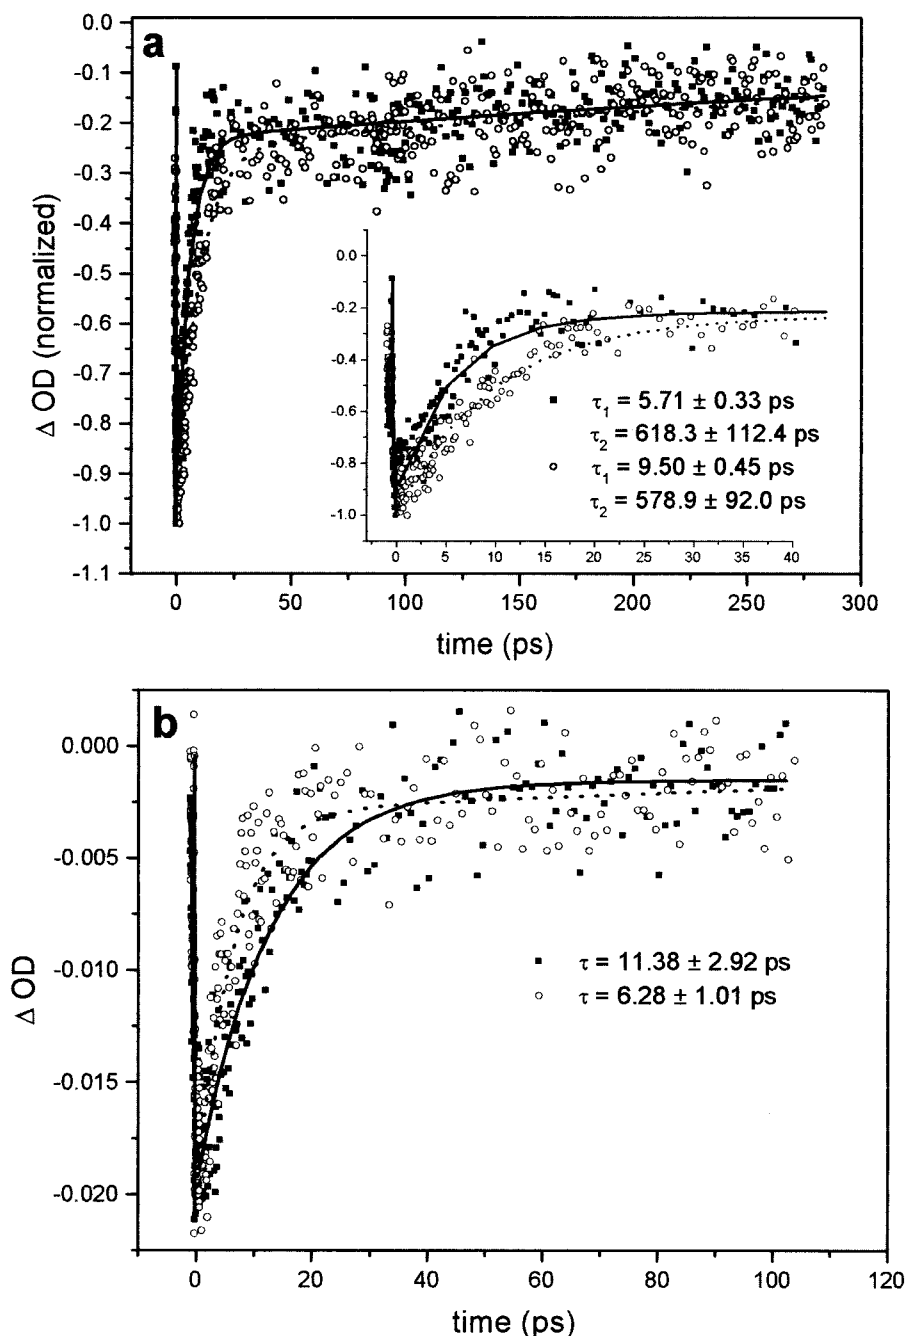 a
0.0
-0.1
-0.2
-0.3
-0.4
-0.5
-0.6
-0.7
-0.8
-0.9
-1.0
-1.1
Δ OD (normalized)
0.0
-0.2
-0.4
-0.6
-0.8
-1.0
τ1 = 5.71 ± 0.33 ps
τ2 = 618.3 ± 112.4 ps
τ1 = 9.50 ± 0.45 ps
τ2 = 578.9 ± 92.0 ps
0 5 10 15 20 25 30 35 40
0 50 100 150 200 250 300
time (ps)
b
0.000
-0.005
-0.010
-0.015
-0.020
Δ OD
τ = 11.38 ± 2.92 ps
τ = 6.28 ± 1.01 ps
0 20 40 60 80 100 120
time (ps)